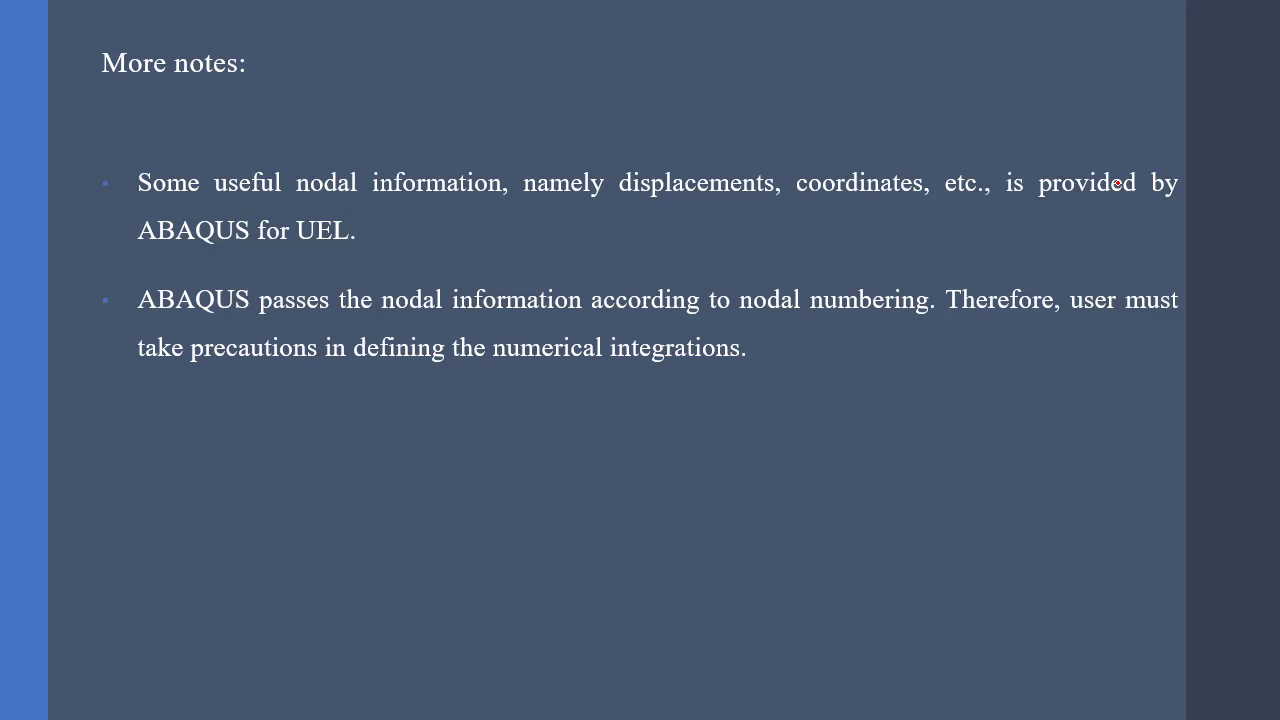 More notes:
Some useful nodal information, namely displacements, coordinates, etc., is provided by
ABAQUS for UEL.
ABAQUS passes the nodal information according to nodal numbering. Therefore, user must
take precautions in defining the numerical integrations.